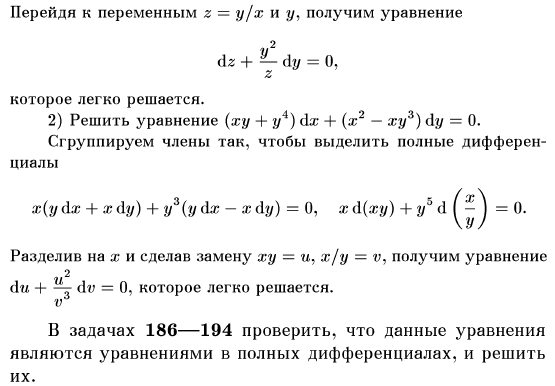 Перейдя к переменным z = y/x и y, получим уравнение
dz + y²/z dy = 0,
которое легко решается.
2) Решить уравнение (xy + y⁴) dx + (x² − xy³) dy = 0.
Сгруппируем члены так, чтобы выделить полные дифферен-
циалы
x(y dx + x dy) + y³(y dx − x dy) = 0, x d(xy) + y⁵ d (x/y) = 0.
Разделив на x и сделав замену xy = u, x/y = v, получим уравнение
du + u²/v³ dv = 0, которое легко решается.
В задачах 186—194 проверить, что данные уравнения
являются уравнениями в полных дифференциалах, и решить
их.